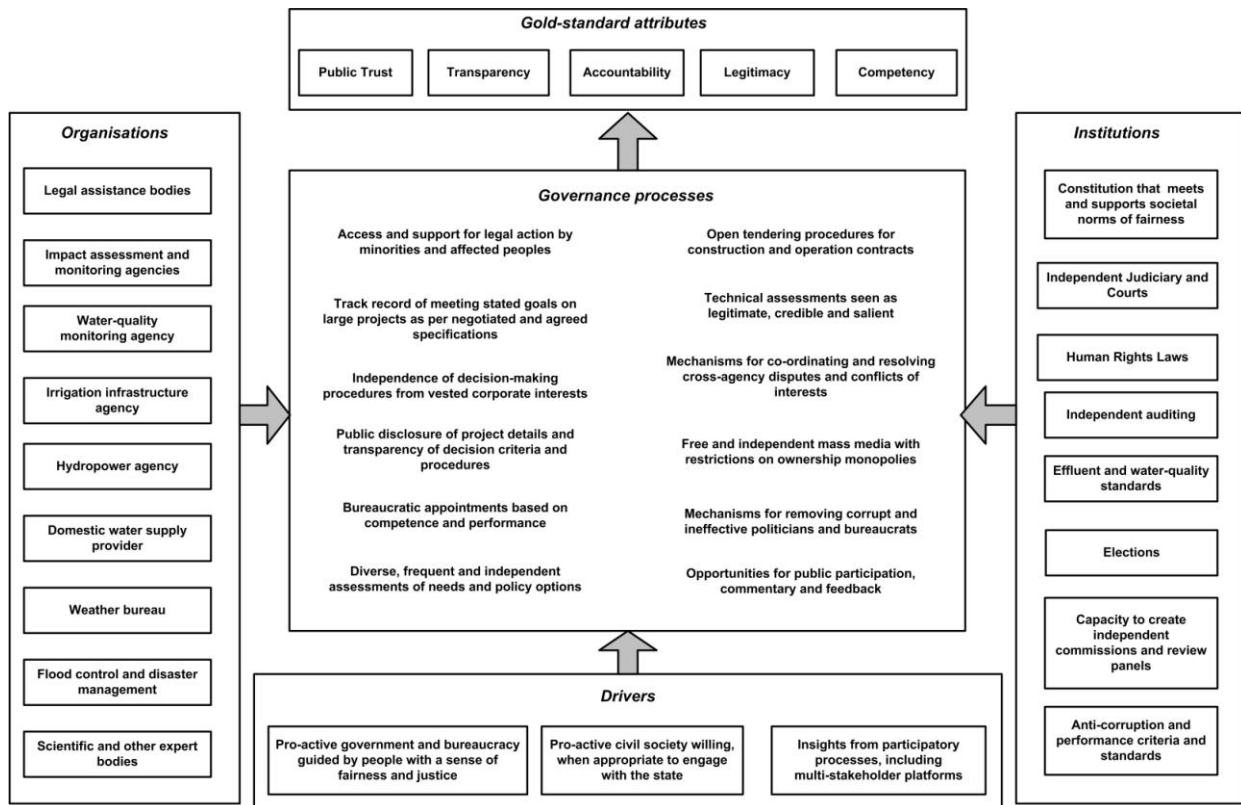 Gold-standard attributes
Public Trust
Transparency
Accountability
Legitimacy
Competency
Organisations
Legal assistance bodies
Impact assessment and
monitoring agencies
Water-quality
monitoring agency
Irrigation infrastructure
agency
Hydropower agency
Domestic water supply
provider
Weather bureau
Flood control and disaster
management
Scientific and other expert
bodies
Governance processes
Access and support for legal action by
minorities and affected peoples
Track record of meeting stated goals on
large projects as per negotiated and agreed
specifications
Independence of decision-making
procedures from vested corporate interests
Public disclosure of project details and
transparency of decision criteria and
procedures
Bureaucratic appointments based on
competence and performance
Diverse, frequent and independent
assessments of needs and policy options
Open tendering procedures for
construction and operation contracts
Technical assessments seen as
legitimate, credible and salient
Mechanisms for co-ordinating and resolving
cross-agency disputes and conflicts of
interests
Free and independent mass media with
restrictions on ownership monopolies
Mechanisms for removing corrupt and
ineffective politicians and bureaucrats
Opportunities for public participation,
commentary and feedback
Institutions
Constitution that meets
and supports societal
norms of fairness
Independent Judiciary and
Courts
Human Rights Laws
Independent auditing
Effluent and water-quality
standards
Elections
Capacity to create
independent
commissions and review
panels
Anti-corruption and
performance criteria and
standards
Drivers
Pro-active government and bureaucracy
guided by people with a sense of
fairness and justice
Pro-active civil society willing,
when appropriate to engage
with the state
Insights from participatory
processes, including
multi-stakeholder platforms